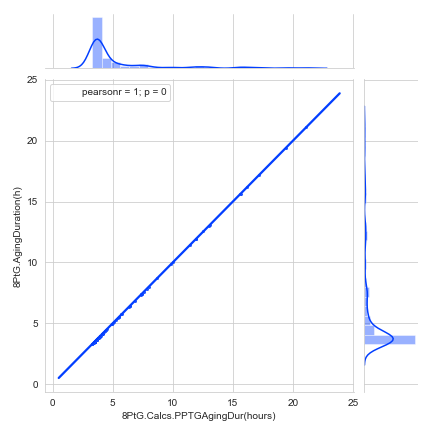 25
20
15
10
5
0
8PtG.AgingDuration(h)
pearsonr = 1; p = 0
0 5 10 15 20 25
8PtG.Calcs.PPTGAgingDur(hours)